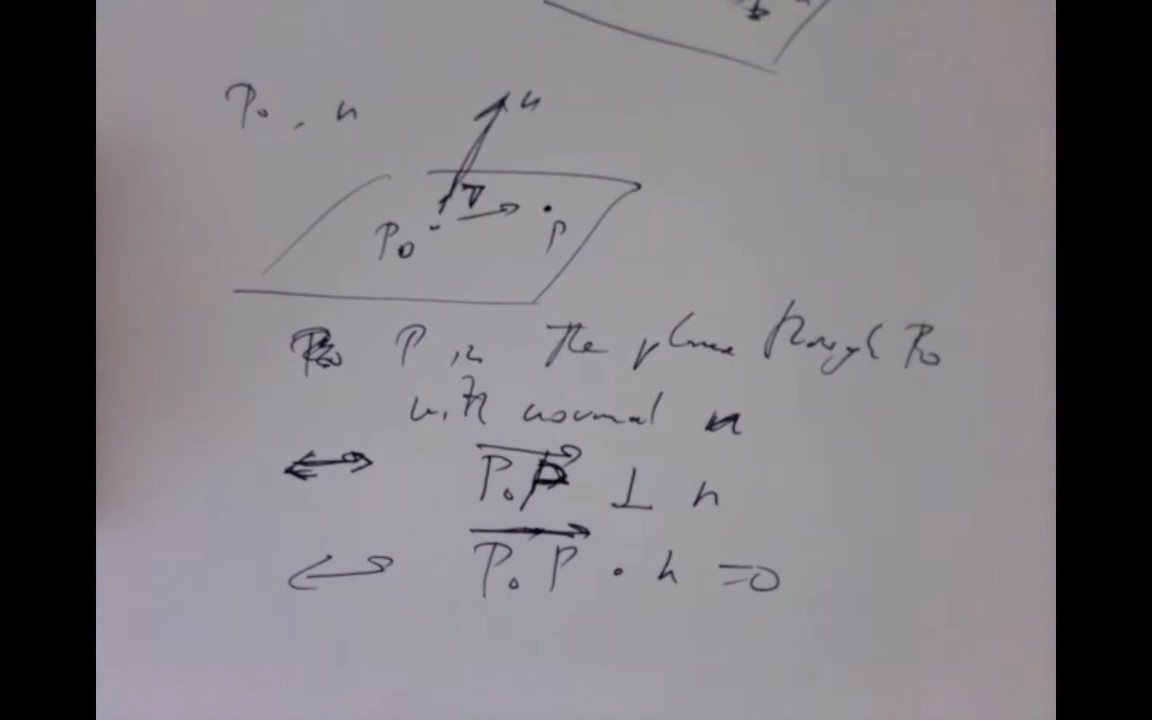 P₀, n
n
P₀ P
P in the plane through P₀
with normal n
↔ P₀P ⊥ n
↔ P₀P · n = 0